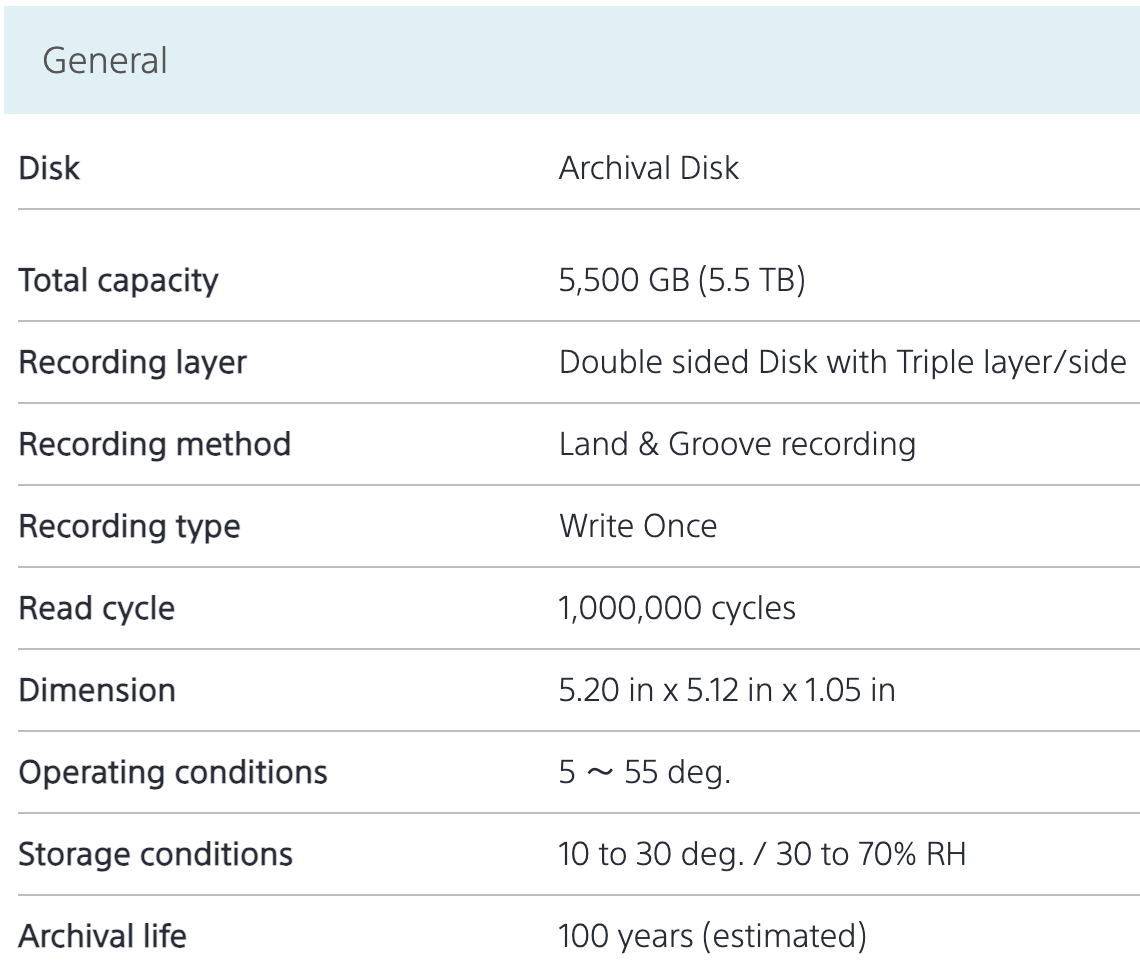 General
Disk Archival Disk
Total capacity 5,500 GB (5.5 TB)
Recording layer Double sided Disk with Triple layer/side
Recording method Land & Groove recording
Recording type Write Once
Read cycle 1,000,000 cycles
Dimension 5.20 in x 5.12 in x 1.05 in
Operating conditions 5 ～ 55 deg.
Storage conditions 10 to 30 deg. / 30 to 70% RH
Archival life 100 years (estimated)